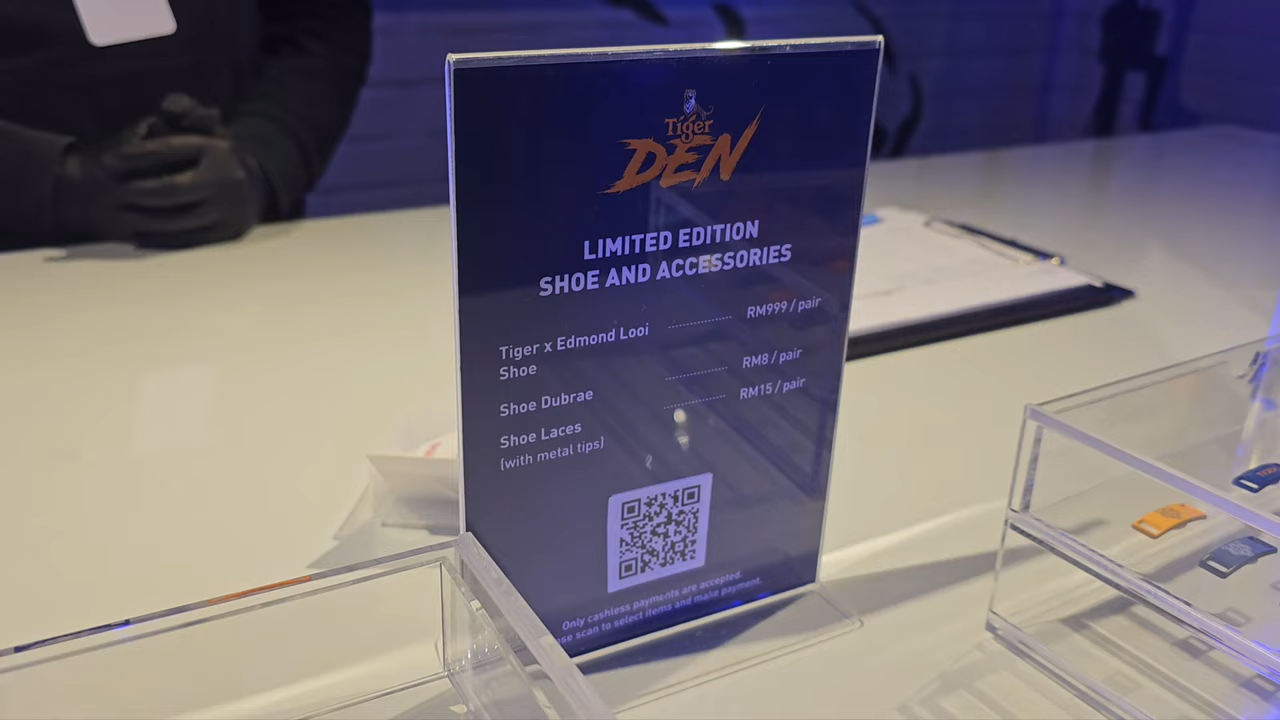 Tiger
DEN
LIMITED EDITION
SHOE AND ACCESSORIES
Tiger x Edmond Looi
Shoe
RM999 / pair
Shoe Dubrae
RM8 / pair
Shoe Laces
(with metal tips)
RM15 / pair
Only cashless payments are accepted.
scan to select items and make payment.